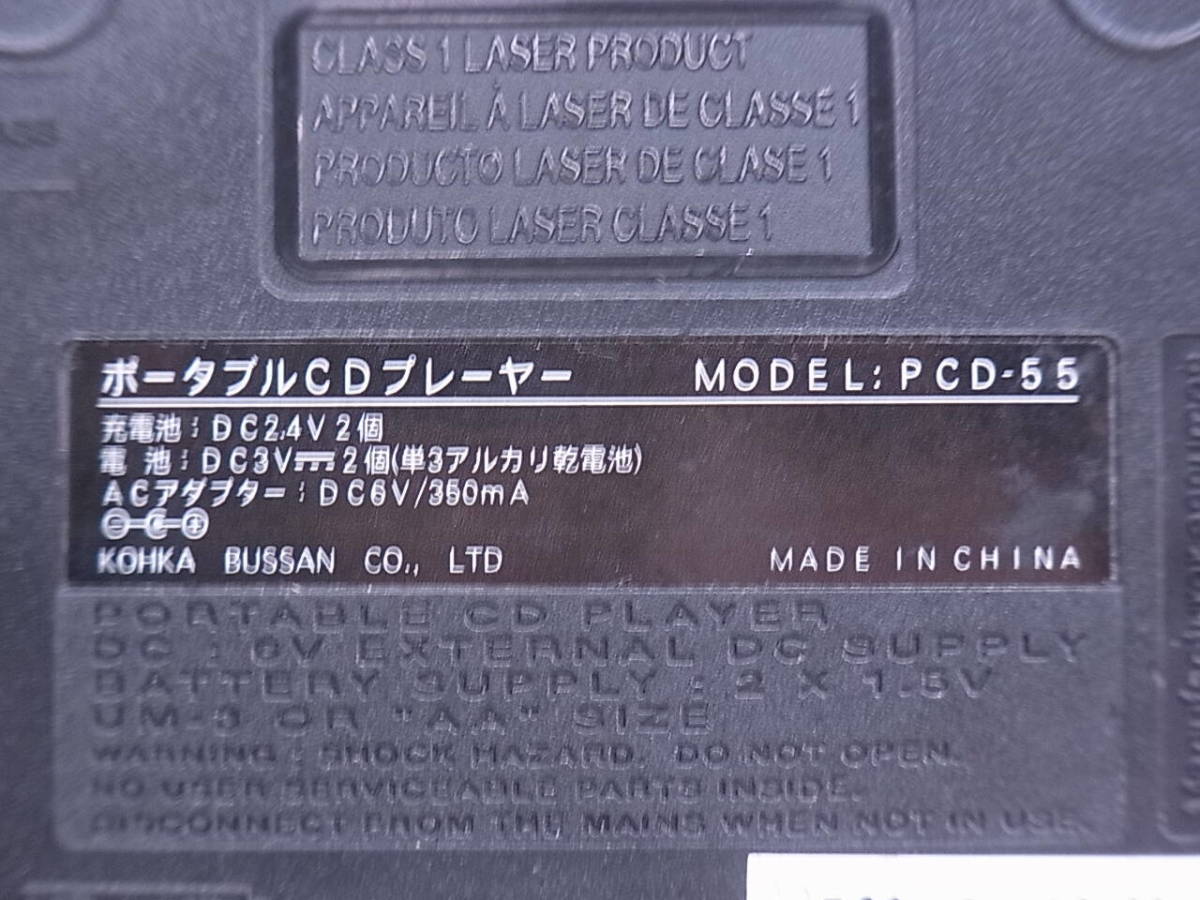 CLASS 1 LASER PRODUCT
APPAREIL À LASER DE CLASSE 1
PRODUCTO LASER DE CLASE 1
PRODUTO LASER CLASSE 1
ポータブルCDプレーヤー MODEL: PCD-55
充電池：DC2.4V 2個
電 池：DC3V⎓2個(単3アルカリ乾電池)
ACアダプター：DC6V/350mA
KOHKA BUSSAN CO., LTD MADE IN CHINA
PORTABLE CD PLAYER
DC : 6V EXTERNAL DC SUPPLY
BATTERY SUPPLY : 2 X 1.5V
UM-3 OR "AA" SIZE
WARNING : SHOCK HAZARD. DO NOT OPEN.
NO USER SERVICEABLE PARTS INSIDE.
DISCONNECT FROM THE MAINS WHEN NOT IN USE.